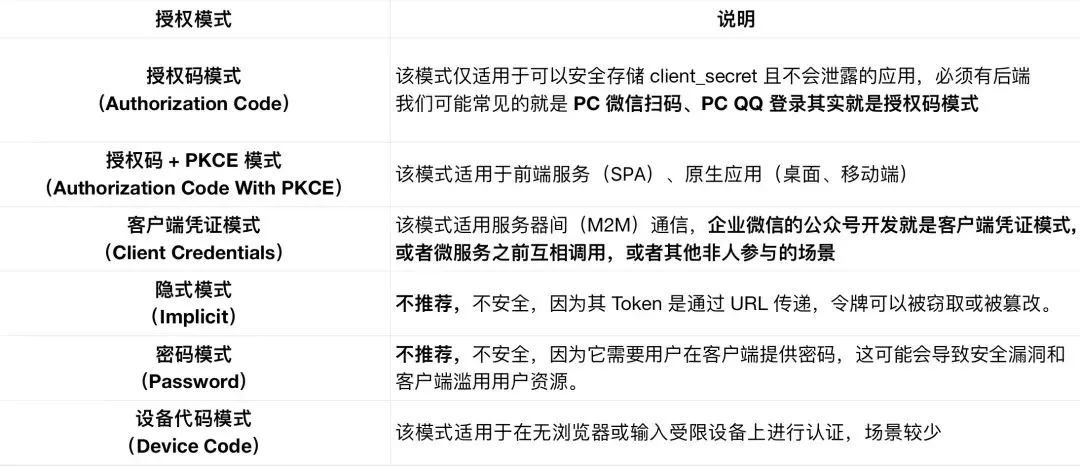 授权模式 说明
授权码模式
（Authorization Code）
该模式仅适用于可以安全存储 client_secret 且不会泄露的应用，必须有后端
我们可能常见的就是 PC 微信扫码、PC QQ 登录其实就是授权码模式
授权码 + PKCE 模式
（Authorization Code With PKCE）
该模式适用于前端服务（SPA）、原生应用（桌面、移动端）
客户端凭证模式
（Client Credentials）
该模式适用服务器间（M2M）通信，企业微信的公众号开发就是客户端凭证模式，
或者微服务之前互相调用，或者其他非人参与的场景
隐式模式
（Implicit）
不推荐，不安全，因为其 Token 是通过 URL 传递，令牌可以被窃取或被篡改。
密码模式
（Password）
不推荐，不安全，因为它需要用户在客户端提供密码，这可能会导致安全漏洞和
客户端滥用用户资源。
设备代码模式
（Device Code）
该模式适用于在无浏览器或输入受限设备上进行认证，场景较少